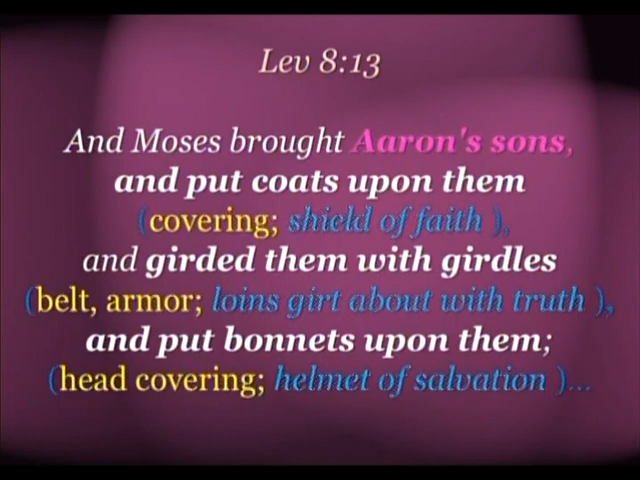 Lev 8:13
And Moses brought Aaron's sons,
and put coats upon them
(covering; shield of faith ),
and girded them with girdles
(belt, armor; loins girt about with truth ),
and put bonnets upon them;
(head covering; helmet of salvation )...